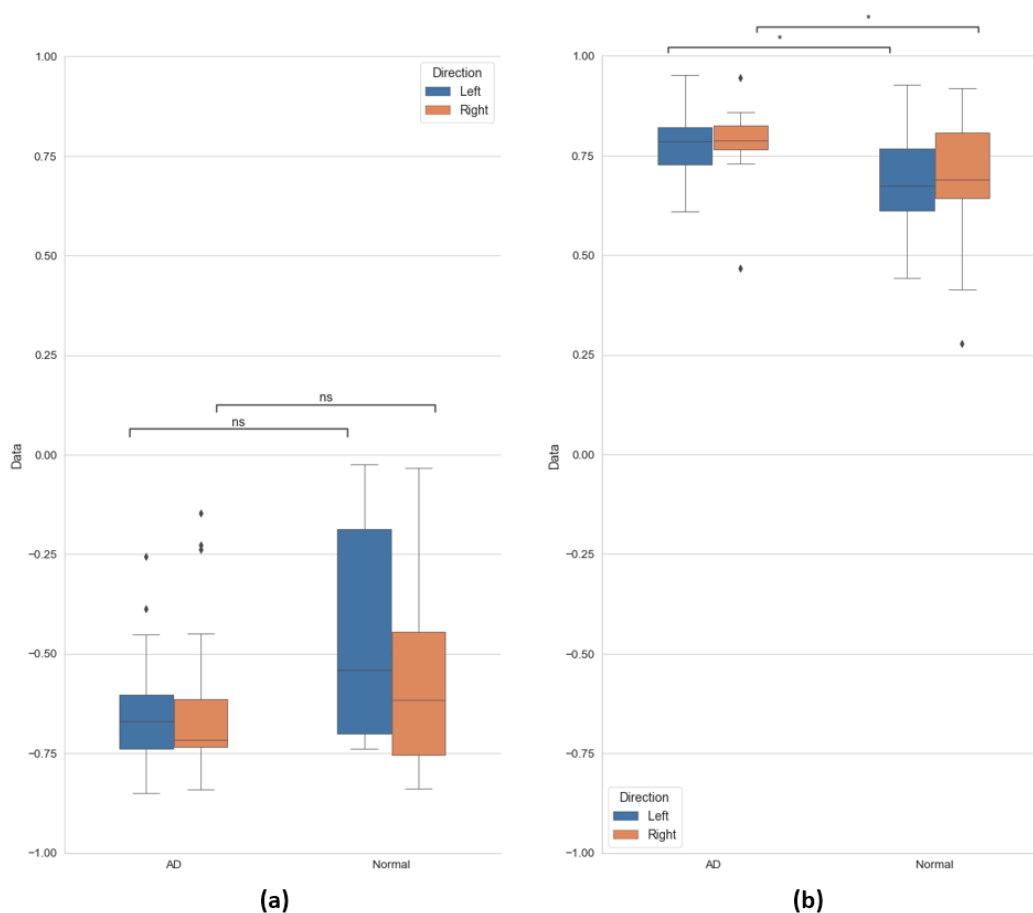 1.00
0.75
0.50
0.25
0.00
−0.25
−0.50
−0.75
−1.00
Data
Direction
Left
Right
ns
ns
AD
Normal
(a)
*
*
1.00
0.75
0.50
0.25
0.00
−0.25
−0.50
−0.75
−1.00
Data
Direction
Left
Right
AD
Normal
(b)